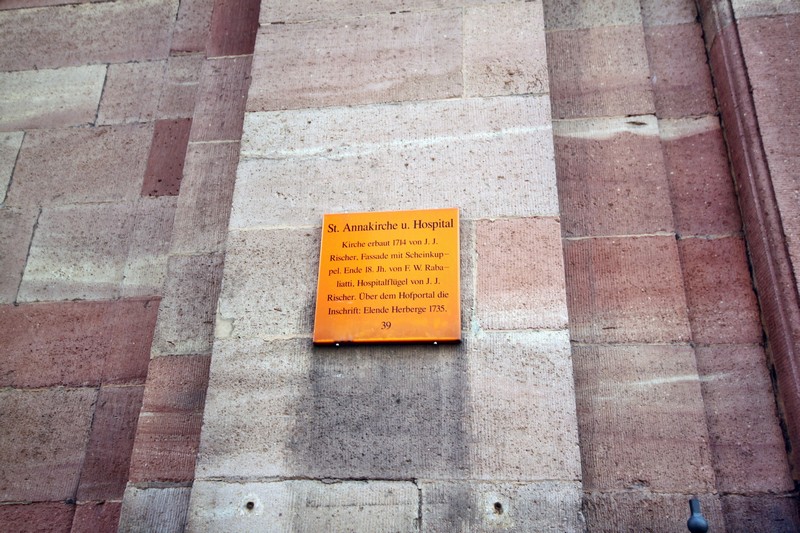 St. Annakirche u. Hospital
Kirche erbaut 1714 von J. J.
Rischer, Fassade mit Scheinkup-
pel. Ende 18. Jh. von F. W. Raba-
liatti, Hospitalflügel von J. J.
Rischer. Über dem Hofportal die
Inschrift: Elende Herberge 1735.
39